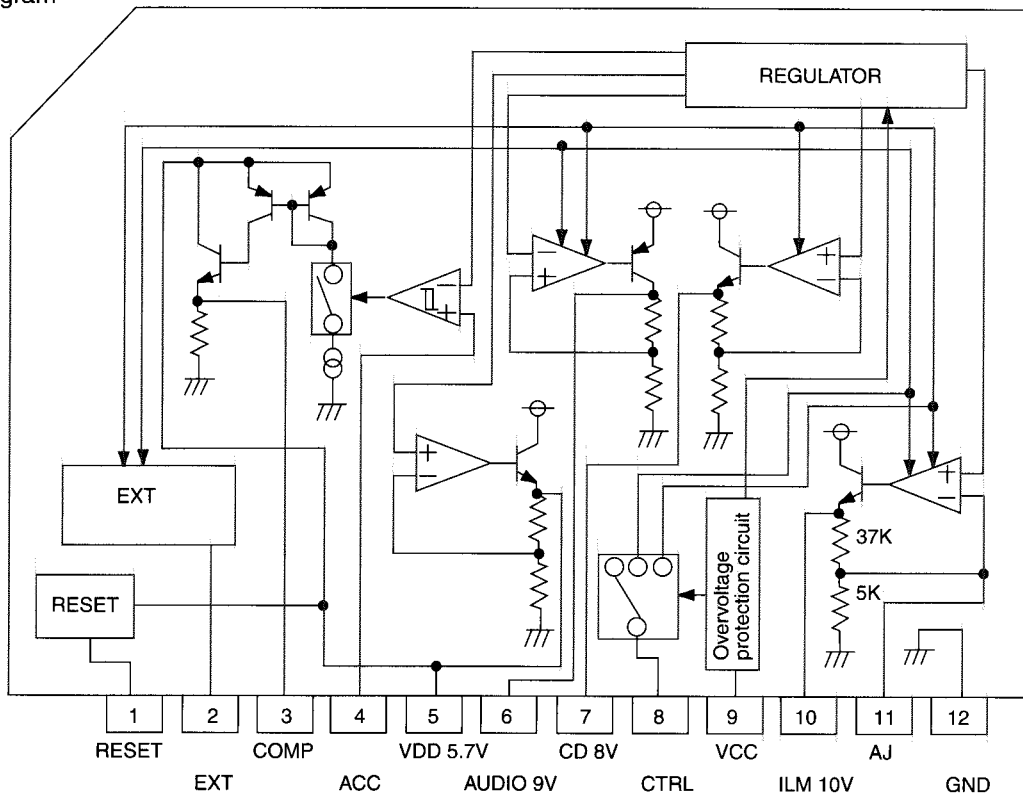 gram
REGULATOR
EXT
RESET
Overvoltage
protection circuit
37K
5K
1 2 3 4 5 6 7 8 9 10 11 12
RESET COMP VDD 5.7V CD 8V VCC AJ
EXT ACC AUDIO 9V CTRL ILM 10V GND